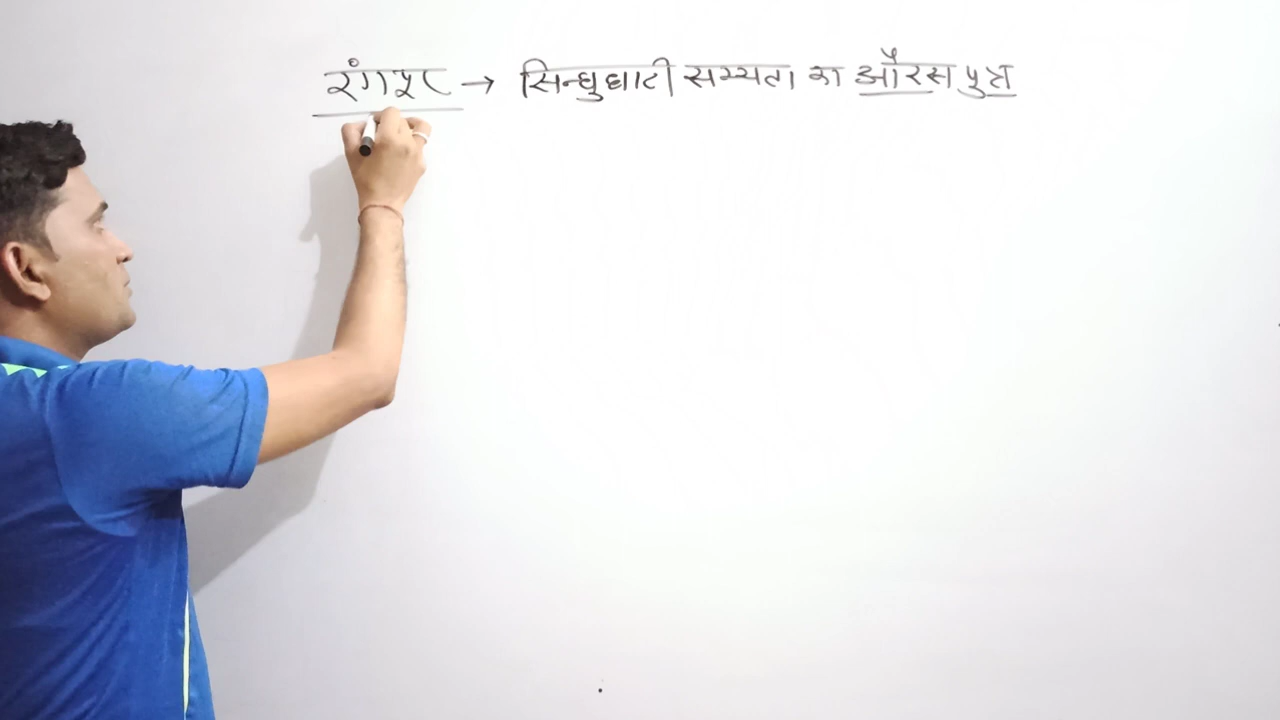 रंगपुर → सिन्धु घाटी सभ्यता का औरस पुत्र